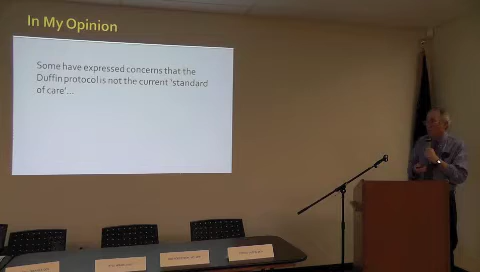 In My Opinion
Some have expressed concerns that the
Duffin protocol is not the current 'standard
of care'...